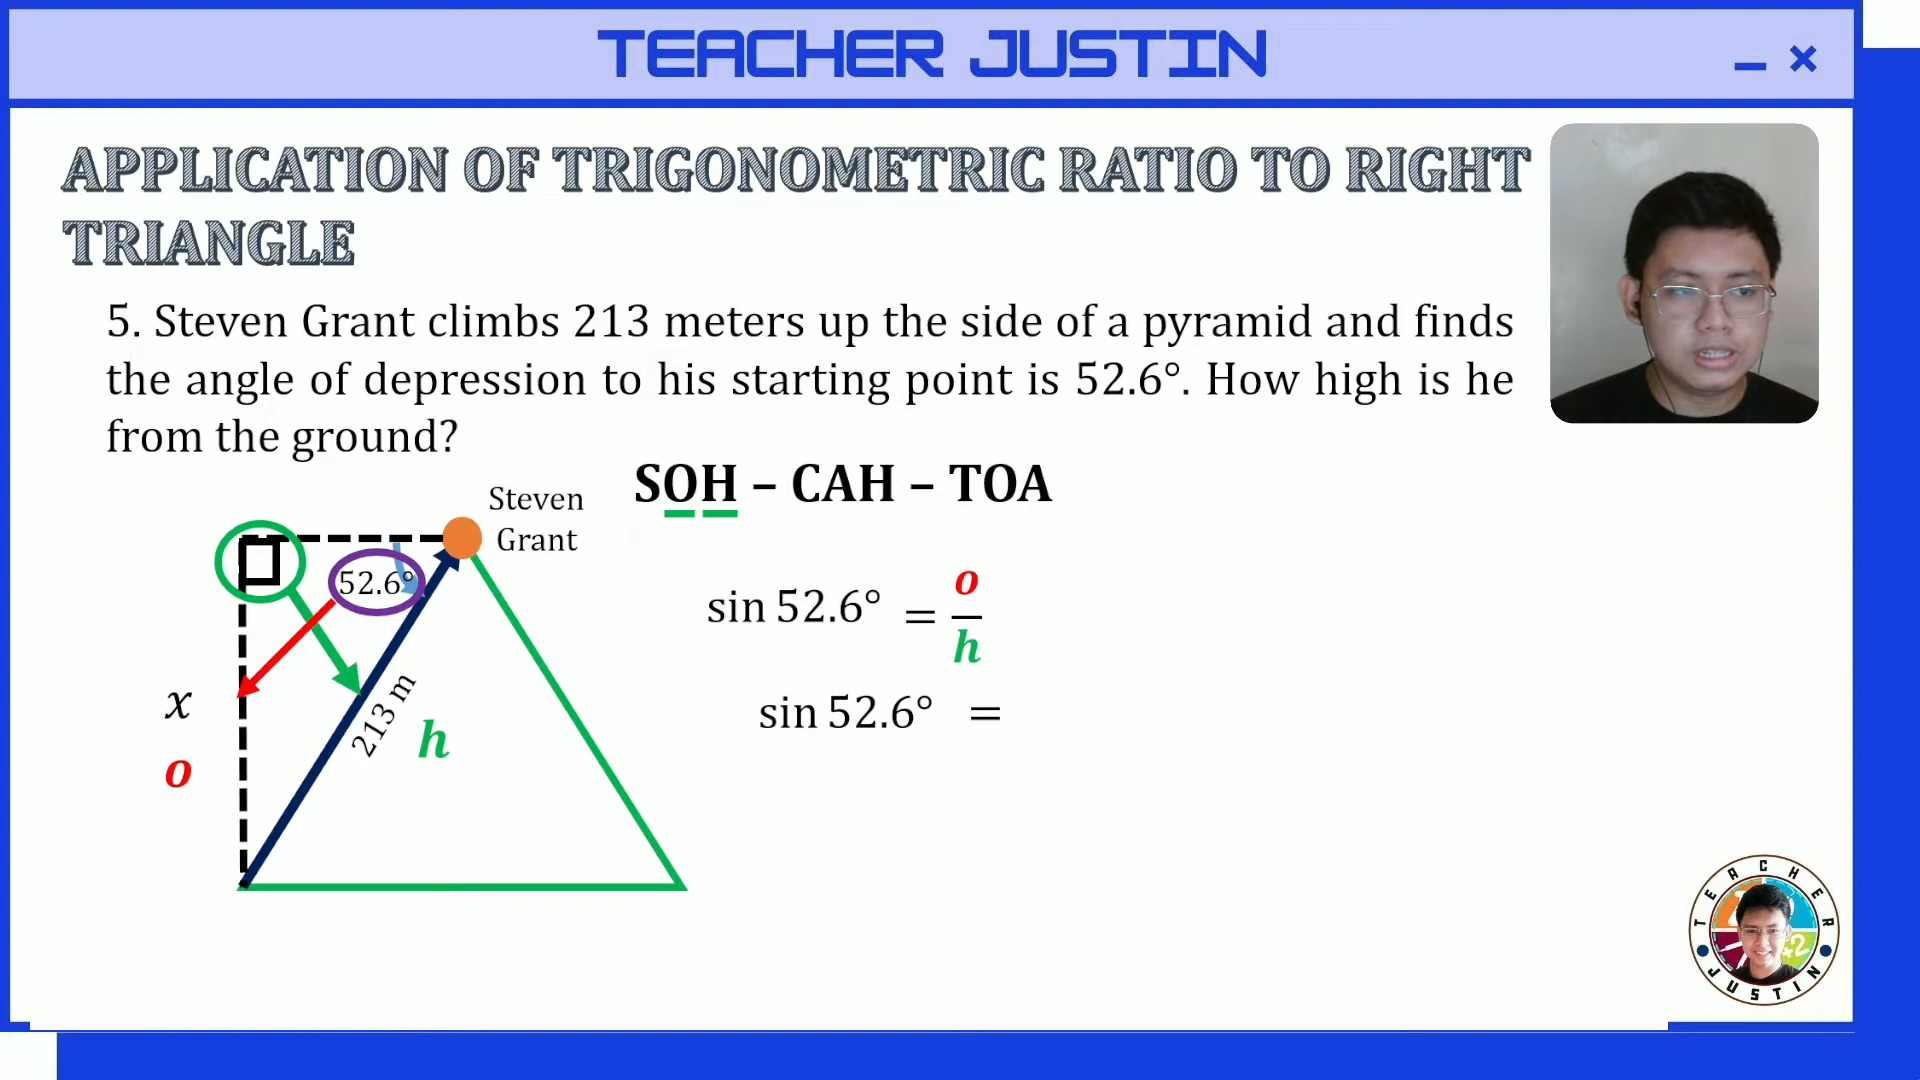 TEACHER JUSTIN
APPLICATION OF TRIGONOMETRIC RATIO TO RIGHT
TRIANGLE
5. Steven Grant climbs 213 meters up the side of a pyramid and finds
the angle of depression to his starting point is 52.6°. How high is he
from the ground?
SOH – CAH – TOA
Steven
Grant
52.6°
sin 52.6° = o/h
x
213 m
h
sin 52.6° =
o
TEACHER
JUSTIN